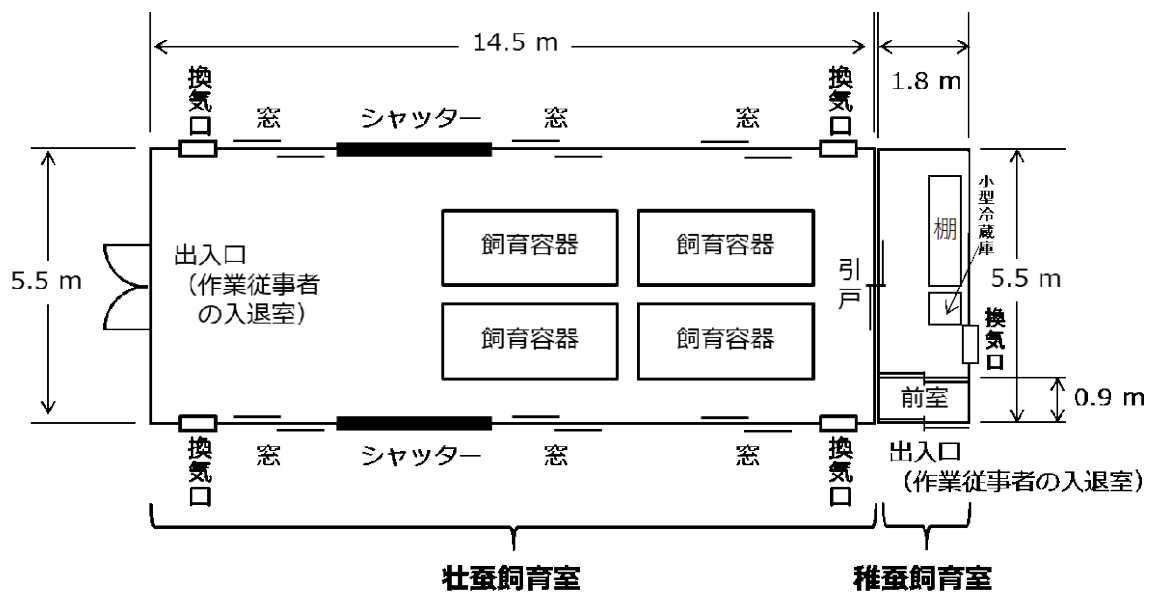 14.5 m
1.8 m
換気口
窓
シャッター
窓
窓
換気口
小型冷蔵庫
棚
5.5 m
出入口
（作業従事者
の入退室）
飼育容器
飼育容器
引戸
5.5 m
換気口
飼育容器
飼育容器
前室
0.9 m
換気口
窓
シャッター
窓
窓
換気口
出入口
（作業従事者の入退室）
壮蚕飼育室
稚蚕飼育室